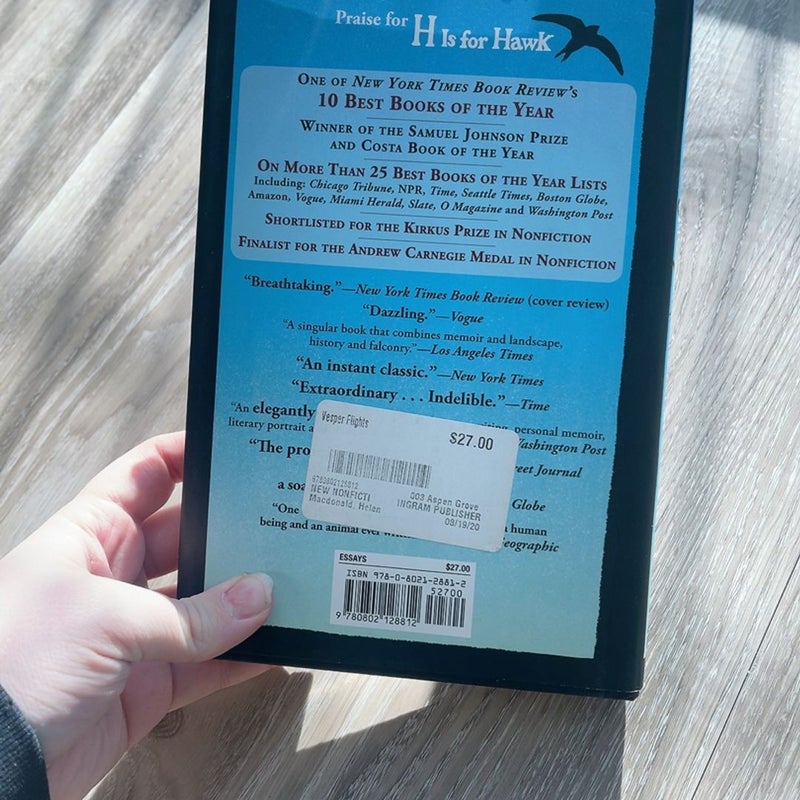 Praise for H Is for Hawk
One of New York Times Book Review's
10 Best Books of the Year
Winner of the Samuel Johnson Prize
and Costa Book of the Year
On More Than 25 Best Books of the Year Lists
Including: Chicago Tribune, NPR, Time, Seattle Times, Boston Globe,
Amazon, Vogue, Miami Herald, Slate, O Magazine and Washington Post
Shortlisted for the Kirkus Prize in Nonfiction
Finalist for the Andrew Carnegie Medal in Nonfiction
“Breathtaking.”—New York Times Book Review (cover review)
“Dazzling.”—Vogue
“A singular book that combines memoir and landscape,
history and falconry.”—Los Angeles Times
“An instant classic.”—New York Times
“Extraordinary . . . Indelible.”—Time
“An elegantly personal memoir,
literary portrait a Washington Post
“The pro eet Journal
a soa Globe
“One human
being and an animal ever eographic
Vesper Flights
$27.00
9780802128812
003 Aspen Grove
NEW NONFICTI
INGRAM PUBLISHER
Macdonald, Helen
08/19/20
ESSAYS $27.00
ISBN 978-0-8021-2881-2
52700
9 780802 128812